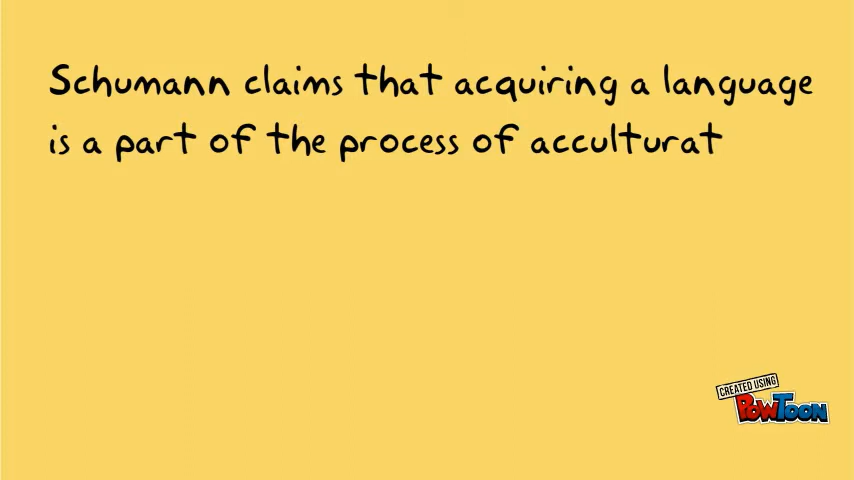 Schumann claims that acquiring a language
is a part of the process of acculturat
CREATED USING
POWTOON